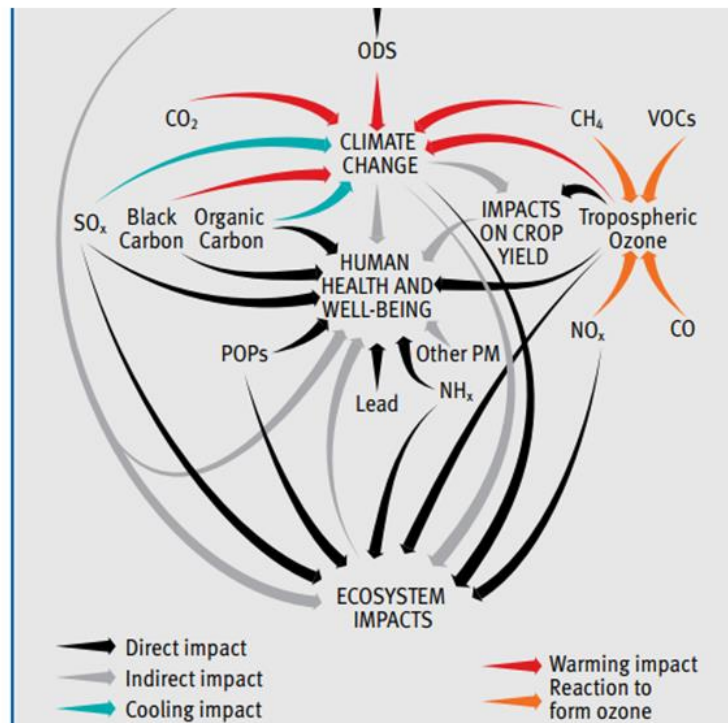 ODS
CO₂
CH₄
VOCs
CLIMATE
CHANGE
SOₓ
Black
Carbon
Organic
Carbon
IMPACTS
ON CROP
YIELD
Tropospheric
Ozone
HUMAN
HEALTH AND
WELL-BEING
NOₓ
CO
POPs
Other PM
Lead
NHₓ
ECOSYSTEM
IMPACTS
Direct impact
Indirect impact
Cooling impact
Warming impact
Reaction to
form ozone